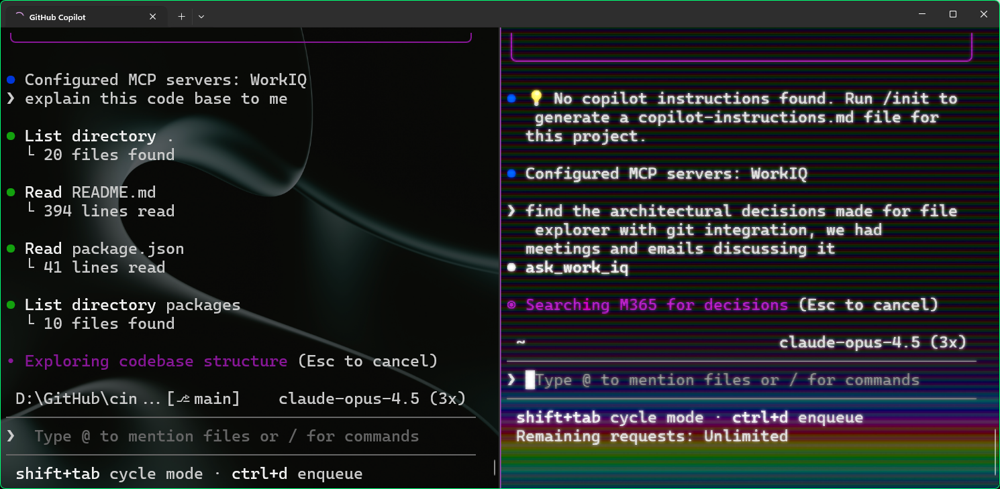 GitHub Copilot
● Configured MCP servers: WorkIQ
❯ explain this code base to me
● List directory .
└ 20 files found
● Read README.md
└ 394 lines read
● Read package.json
└ 41 lines read
● List directory packages
└ 10 files found
• Exploring codebase structure (Esc to cancel)
D:\GitHub\cin...[⎇main] claude-opus-4.5 (3x)
❯ Type @ to mention files or / for commands
shift+tab cycle mode · ctrl+d enqueue
● 💡 No copilot instructions found. Run /init to
generate a copilot-instructions.md file for
this project.
● Configured MCP servers: WorkIQ
❯ find the architectural decisions made for file
explorer with git integration, we had
meetings and emails discussing it
● ask_work_iq
◎ Searching M365 for decisions (Esc to cancel)
~ claude-opus-4.5 (3x)
❯ Type @ to mention files or / for commands
shift+tab cycle mode · ctrl+d enqueue
Remaining requests: Unlimited